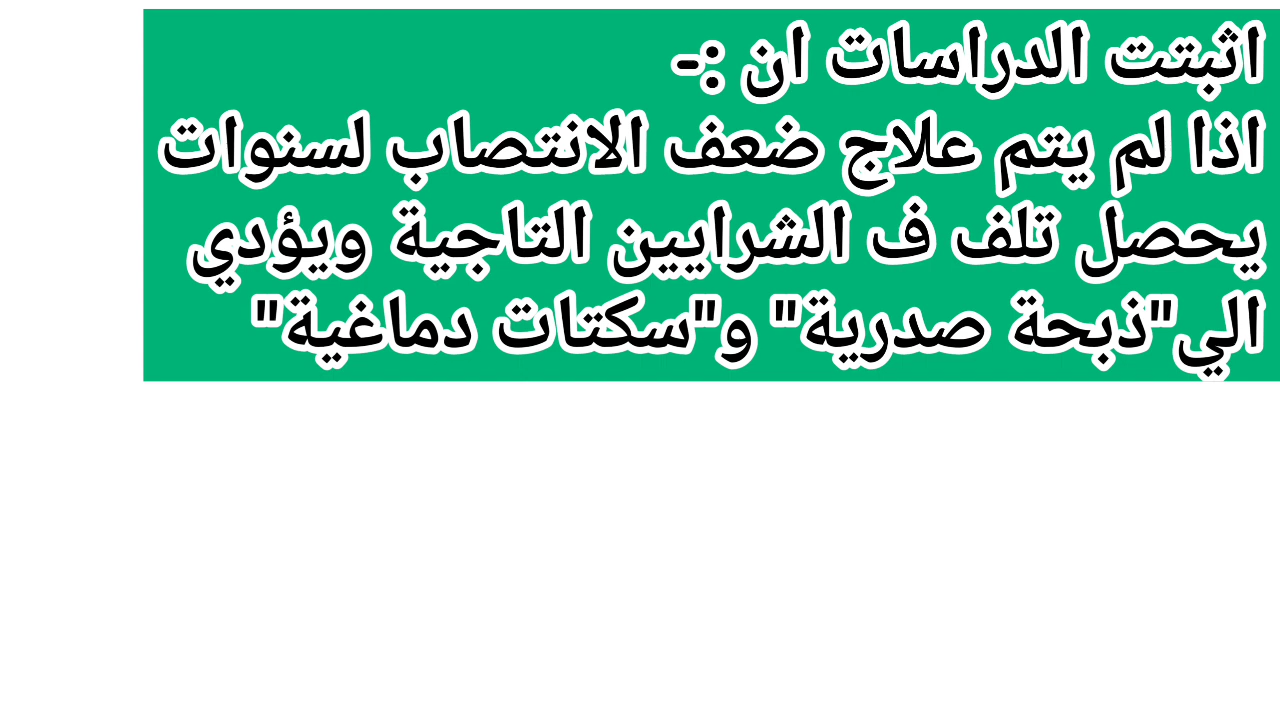 اثبتت الدراسات ان :-
اذا لم يتم علاج ضعف الانتصاب لسنوات
يحصل تلف ف الشرايين التاجية ويؤدي
الي"ذبحة صدرية" و"سكتات دماغية"